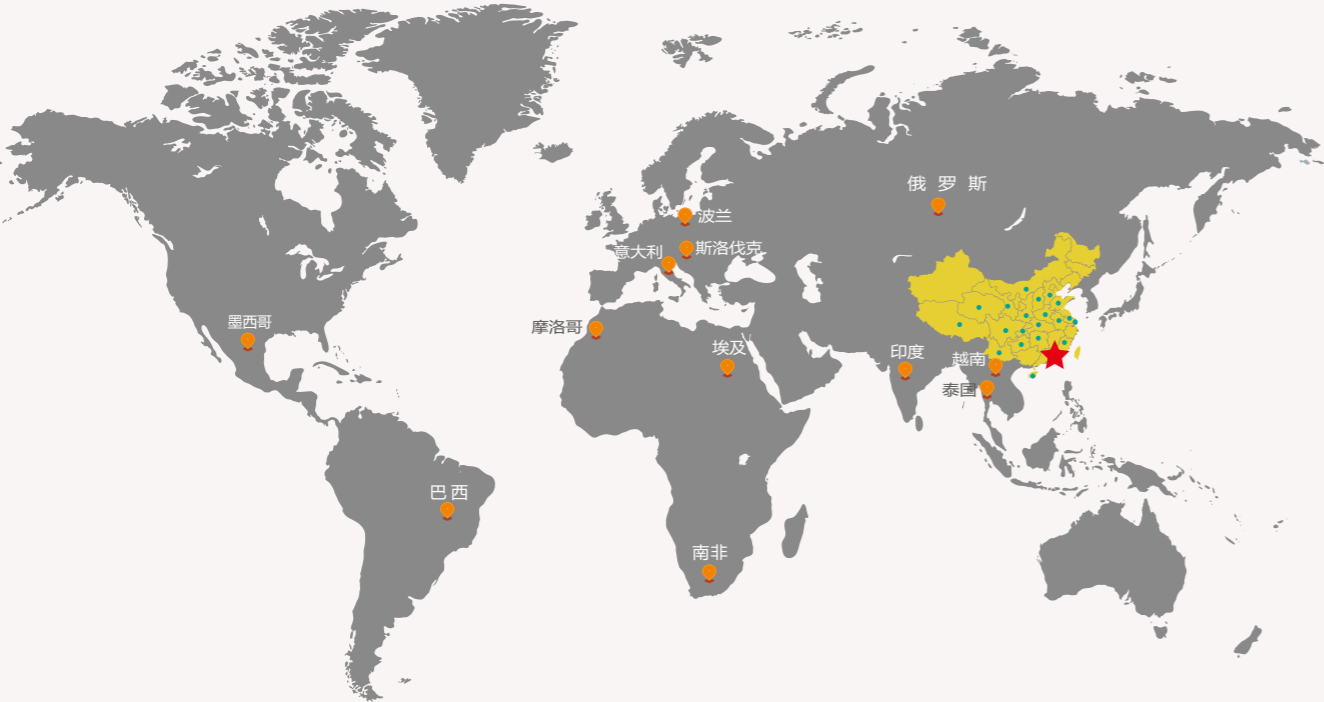 俄 罗 斯
波兰
斯洛伐克
意大利
墨西哥
摩洛哥
埃及
印度
越南
泰国
巴 西
南非